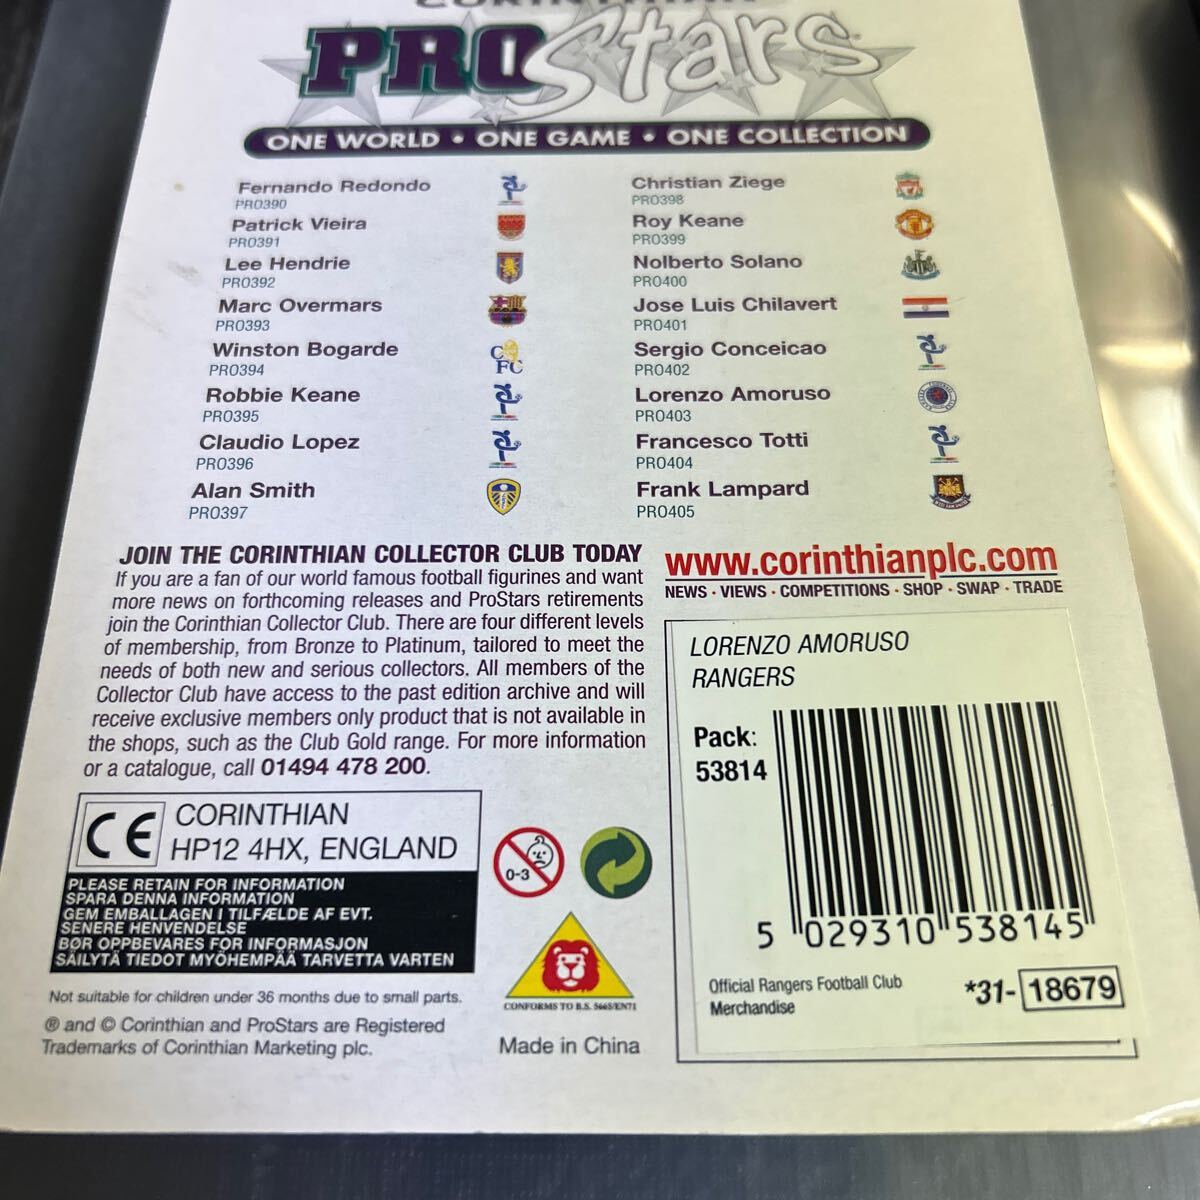 CORINTHIAN
PRO Stars
ONE WORLD • ONE GAME • ONE COLLECTION
Fernando Redondo
PRO390
Patrick Vieira
PRO391
Lee Hendrie
PRO392
Marc Overmars
PRO393
Winston Bogarde
PRO394
Robbie Keane
PRO395
Claudio Lopez
PRO396
Alan Smith
PRO397
Christian Ziege
PRO398
Roy Keane
PRO399
Nolberto Solano
PRO400
Jose Luis Chilavert
PRO401
Sergio Conceicao
PRO402
Lorenzo Amoruso
PRO403
Francesco Totti
PRO404
Frank Lampard
PRO405
JOIN THE CORINTHIAN COLLECTOR CLUB TODAY
If you are a fan of our world famous football figurines and want
more news on forthcoming releases and ProStars retirements
join the Corinthian Collector Club. There are four different levels
of membership, from Bronze to Platinum, tailored to meet the
needs of both new and serious collectors. All members of the
Collector Club have access to the past edition archive and will
receive exclusive members only product that is not available in
the shops, such as the Club Gold range. For more information
or a catalogue, call 01494 478 200.
www.corinthianplc.com
NEWS · VIEWS · COMPETITIONS · SHOP · SWAP · TRADE
LORENZO AMORUSO
RANGERS
Pack:
53814
5 029310 538145
Official Rangers Football Club
Merchandise
*31- 18679
CE
CORINTHIAN
HP12 4HX, ENGLAND
PLEASE RETAIN FOR INFORMATION
SPARA DENNA INFORMATION
GEM EMBALLAGEN I TILFÆLDE AF EVT.
SENERE HENVENDELSE
BØR OPPBEVARES FOR INFORMASJON
SÄILYTÄ TIEDOT MYÖHEMPÄÄ TARVETTA VARTEN
0-3
CONFORMS TO B.S. 5665/EN71
Not suitable for children under 36 months due to small parts.
® and © Corinthian and ProStars are Registered
Trademarks of Corinthian Marketing plc.
Made in China